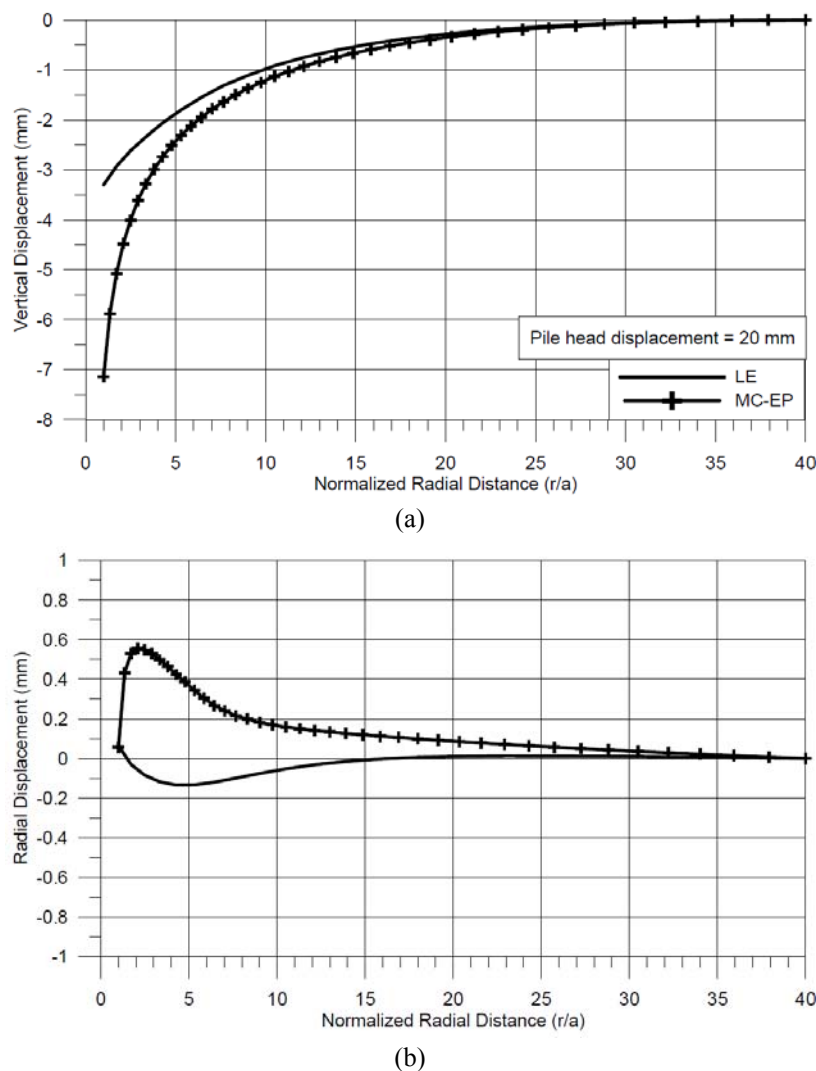 0
-1
-2
-3
-4
-5
-6
-7
-8
Vertical Displacement (mm)
Pile head displacement = 20 mm
LE
MC-EP
0 5 10 15 20 25 30 35 40
Normalized Radial Distance (r/a)
(a)
1
0.8
0.6
0.4
0.2
0
-0.2
-0.4
-0.6
-0.8
-1
Radial Displacement (mm)
0 5 10 15 20 25 30 35 40
Normalized Radial Distance (r/a)
(b)